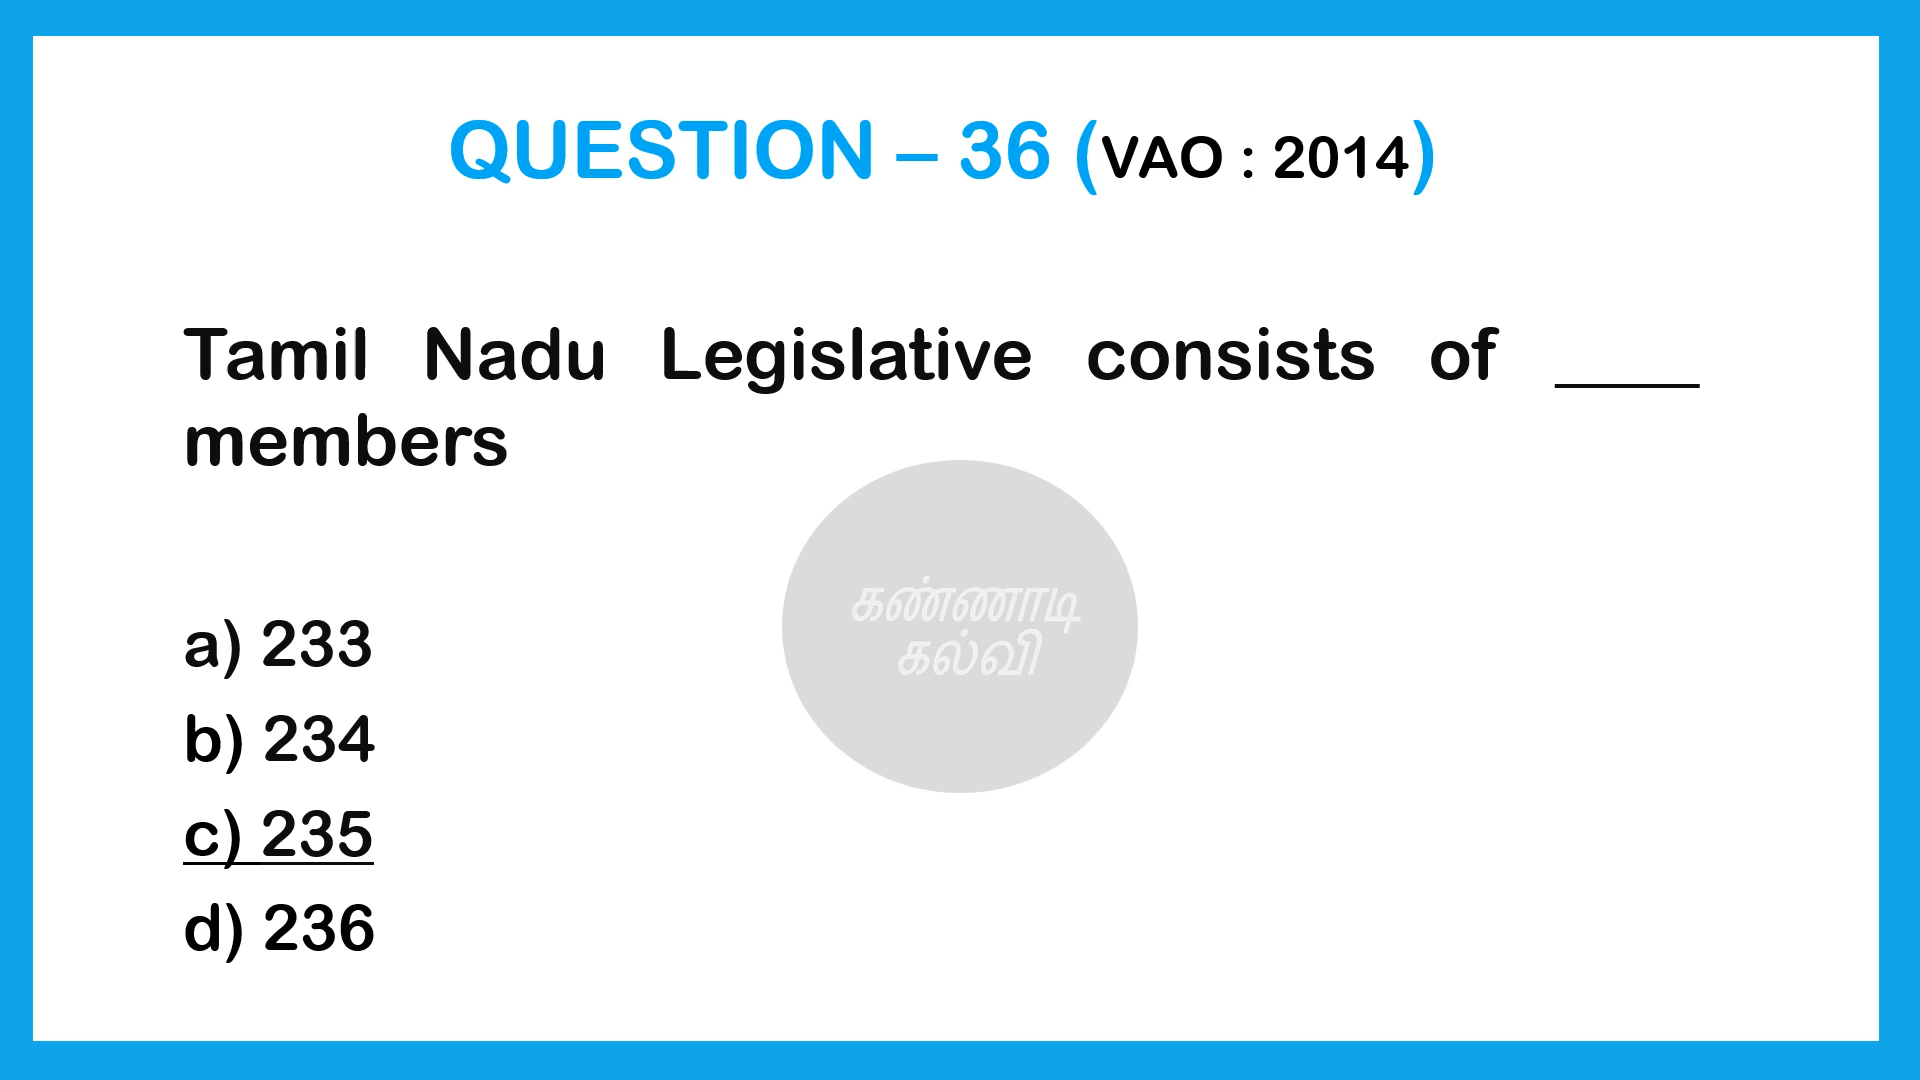 QUESTION – 36 (VAO : 2014)
Tamil Nadu Legislative consists of ____
members
கண்ணாடி
கல்வி
a) 233
b) 234
c) 235
d) 236